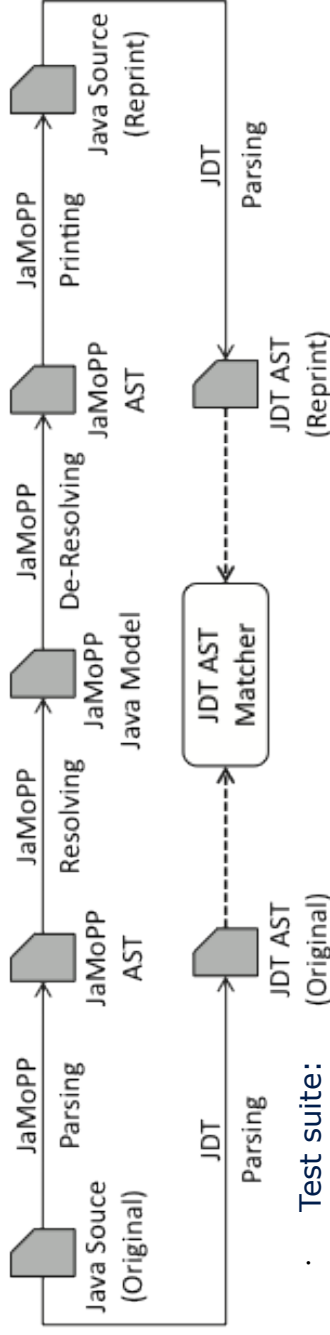 Java Souce
(Original)
JaMoPP
Parsing
JaMoPP
AST
JaMoPP
Resolving
JaMoPP
Java Model
JaMoPP
De-Resolving
JaMoPP
AST
JaMoPP
Printing
Java Source
(Reprint)
JDT
Parsing
JDT AST
(Original)
JDT AST
Matcher
JDT AST
(Reprint)
JDT
Parsing
· Test suite: